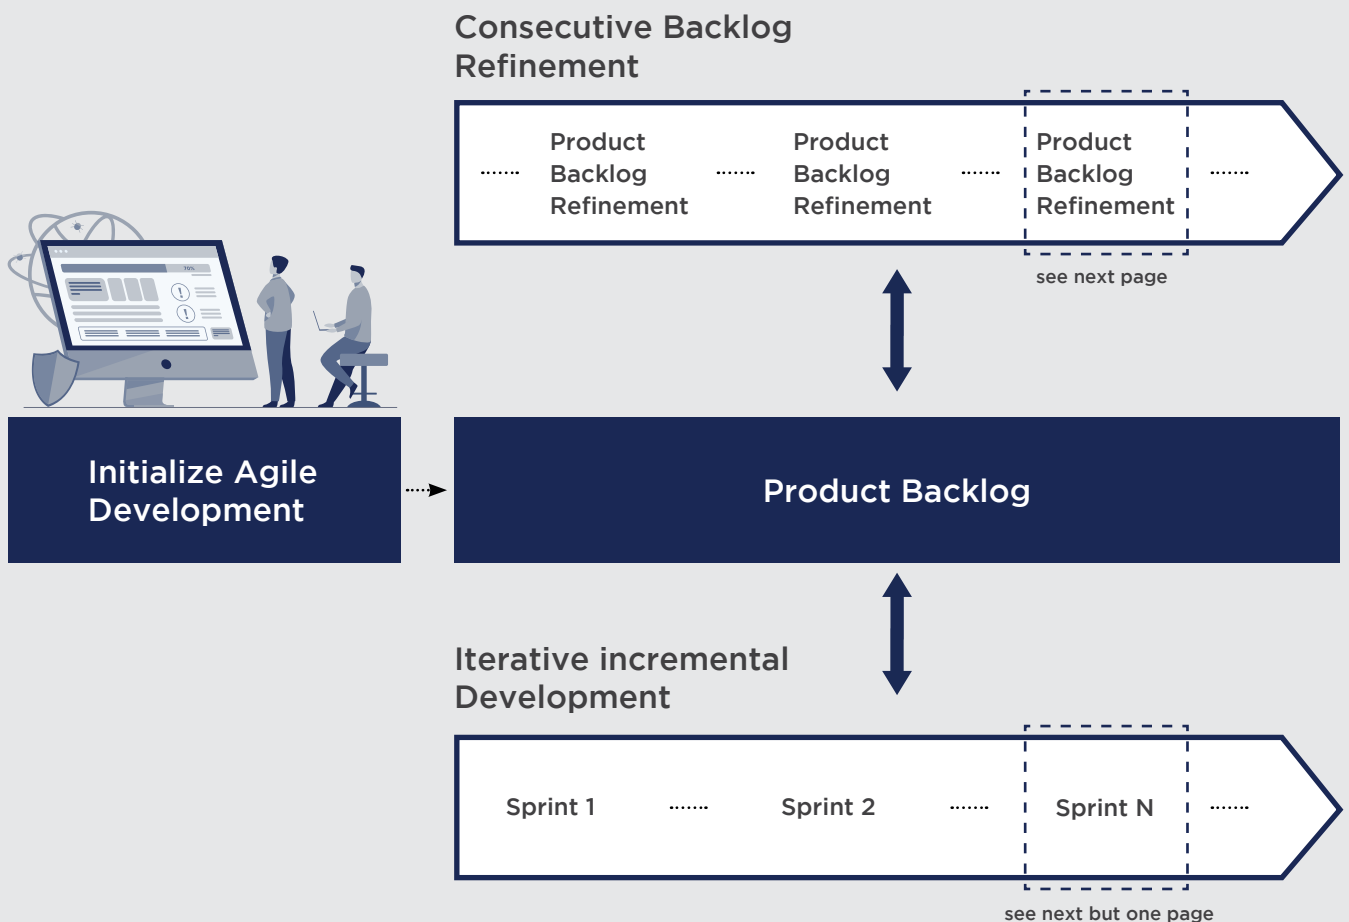 Consecutive Backlog
Refinement
Product
Backlog
Refinement
Product
Backlog
Refinement
Product
Backlog
Refinement
see next page
70%
Initialize Agile
Development
Product Backlog
Iterative incremental
Development
Sprint 1
Sprint 2
Sprint N
see next but one page